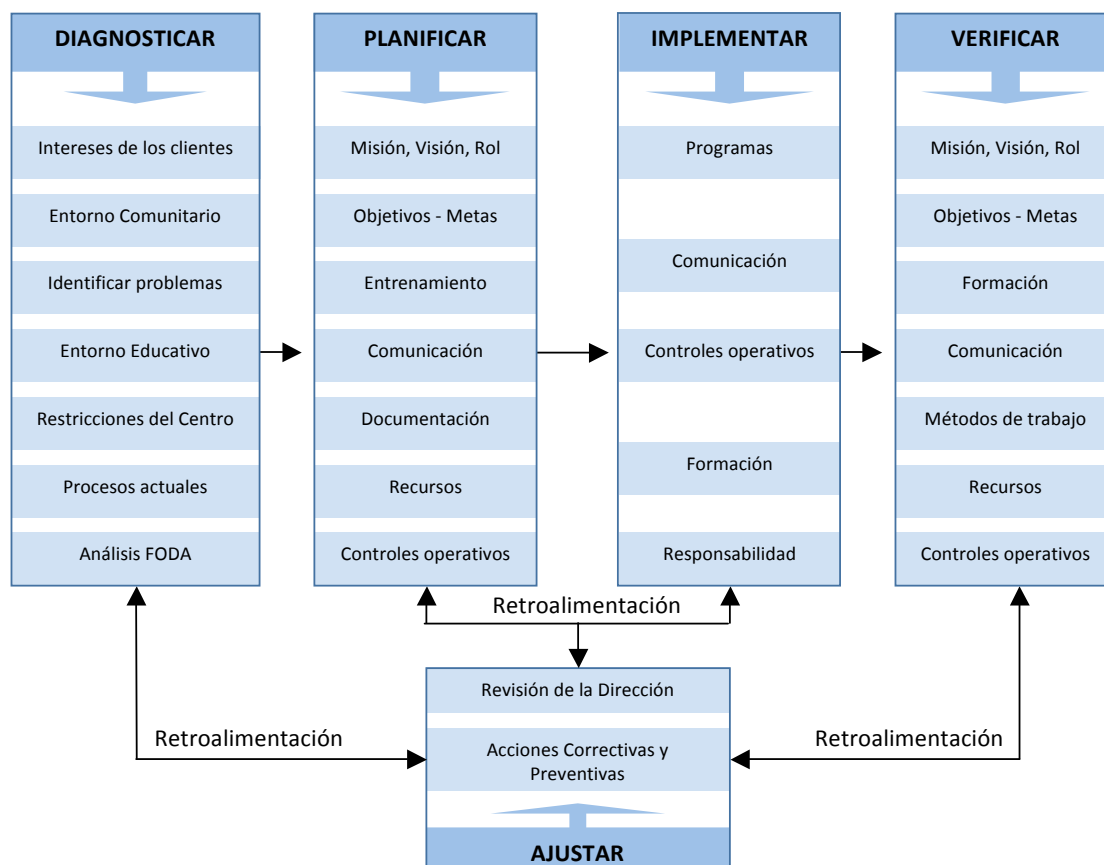 DIAGNOSTICAR
Intereses de los clientes
Entorno Comunitario
Identificar problemas
Entorno Educativo
Restricciones del Centro
Procesos actuales
Análisis FODA
PLANIFICAR
Misión, Visión, Rol
Objetivos - Metas
Entrenamiento
Comunicación
Documentación
Recursos
Controles operativos
IMPLEMENTAR
Programas
Comunicación
Controles operativos
Formación
Responsabilidad
VERIFICAR
Misión, Visión, Rol
Objetivos - Metas
Formación
Comunicación
Métodos de trabajo
Recursos
Controles operativos
Retroalimentación
Retroalimentación
Retroalimentación
Revisión de la Dirección
Acciones Correctivas y
Preventivas
AJUSTAR